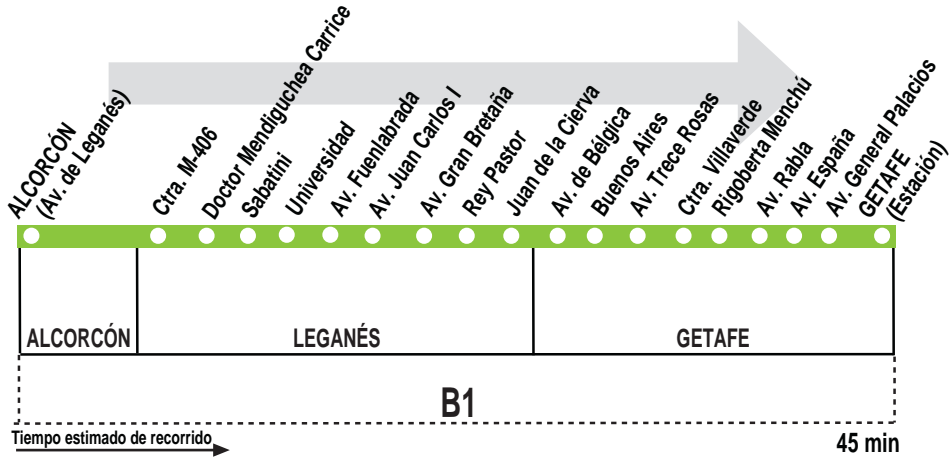 ALCORCÓN
(Av. de Leganés)
Ctra. M-406
Doctor Mendiguchea Carrice
Sabatini
Universidad
Av. Fuenlabrada
Av. Juan Carlos I
Av. Gran Bretaña
Rey Pastor
Juan de la Cierva
Av. de Bélgica
Buenos Aires
Av. Trece Rosas
Ctra. Villaverde
Rigoberta Menchú
Av. Rabla
Av. España
Av. General Palacios
GETAFE
(Estación)
ALCORCÓN
LEGANÉS
GETAFE
B1
Tiempo estimado de recorrido
45 min